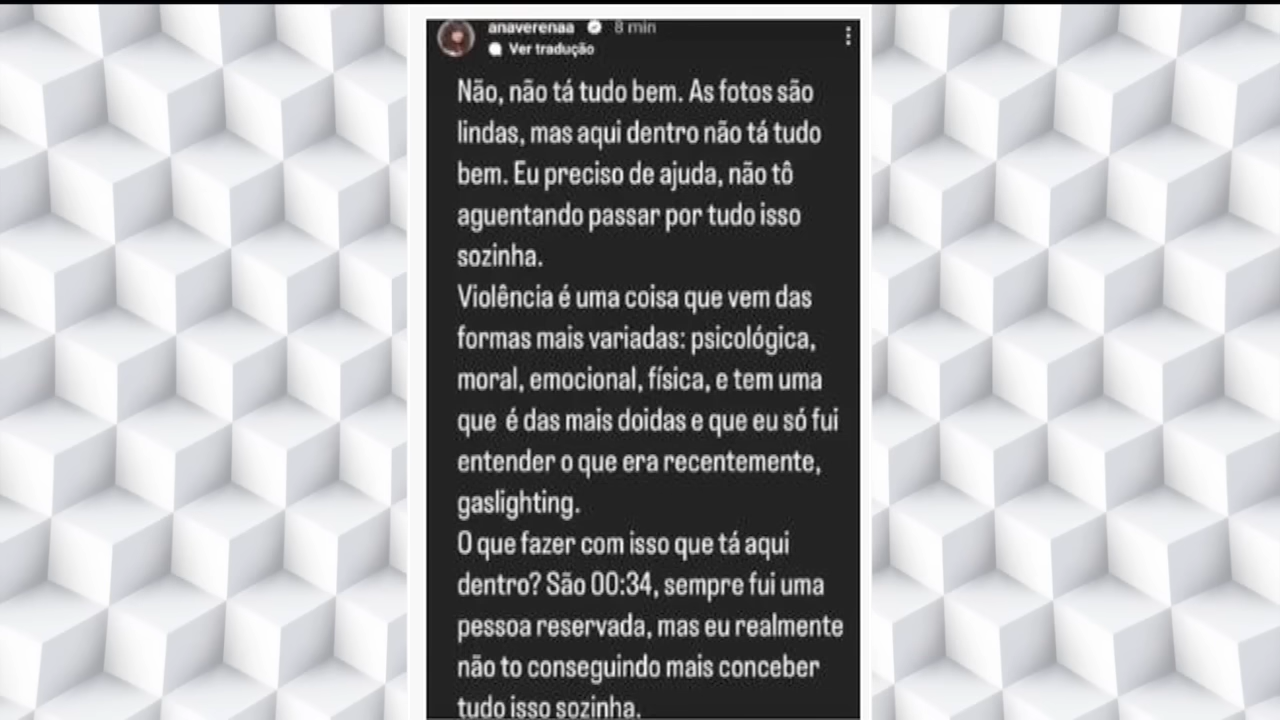 anaverenaa 8 min
Ver tradução
Não, não tá tudo bem. As fotos são
lindas, mas aqui dentro não tá tudo
bem. Eu preciso de ajuda, não tô
aguentando passar por tudo isso
sozinha.
Violência é uma coisa que vem das
formas mais variadas: psicológica,
moral, emocional, física, e tem uma
que é das mais doidas e que eu só fui
entender o que era recentemente,
gaslighting.
O que fazer com isso que tá aqui
dentro? São 00:34, sempre fui uma
pessoa reservada, mas eu realmente
não to conseguindo mais conceber
tudo isso sozinha.